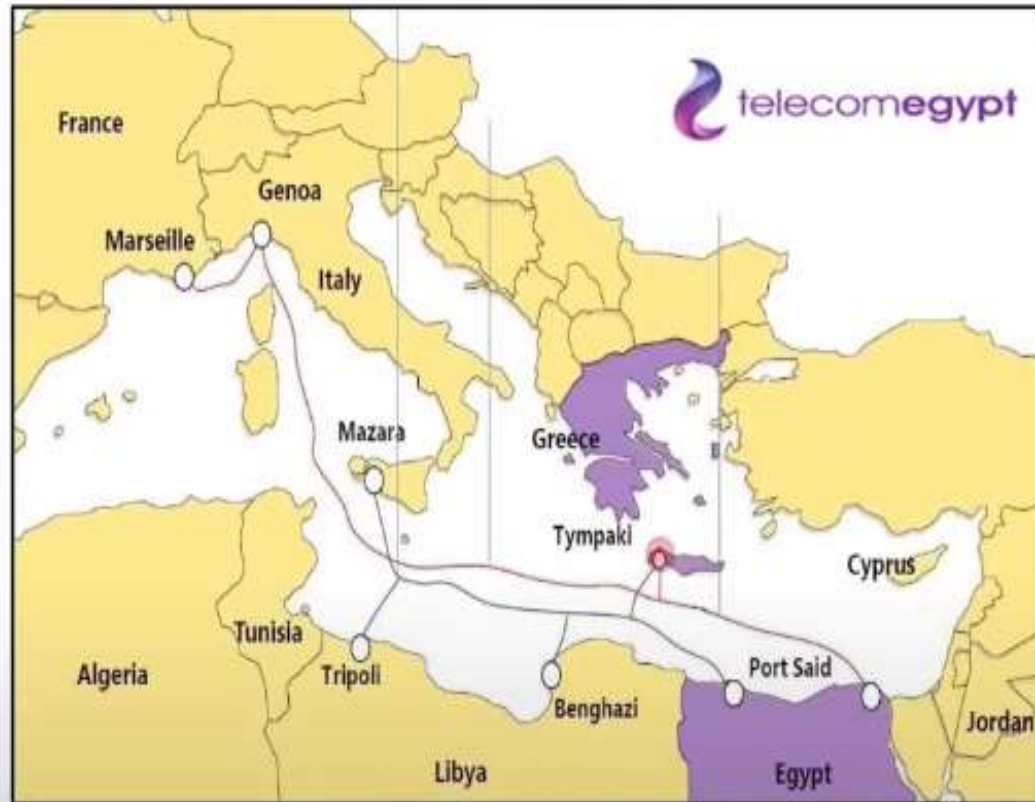 telecomegypt
France
Genoa
Marseille
Italy
Mazara
Greece
Tympaki
Cyprus
Tunisia
Algeria
Tripoli
Port Said
Benghazi
Jordan
Libya
Egypt